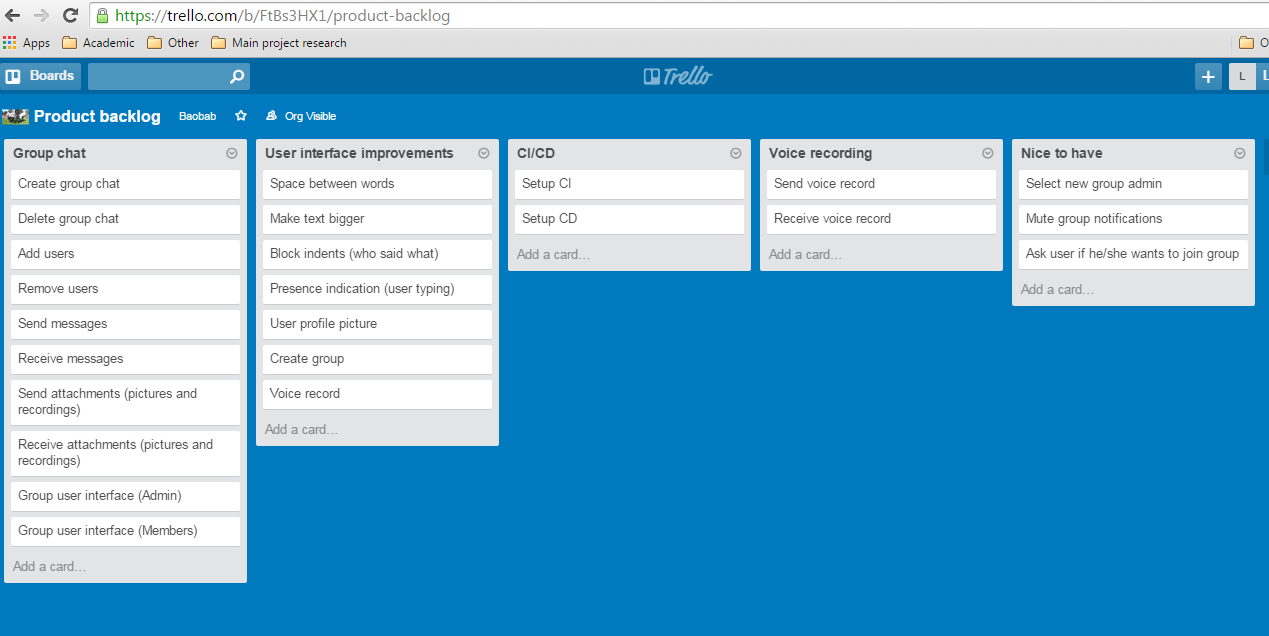 https://trello.com/b/FtBs3HX1/product-backlog
Apps Academic Other Main project research O
Boards Trello + L L
Product backlog Baobab Org Visible
Group chat
Create group chat
Delete group chat
Add users
Remove users
Send messages
Receive messages
Send attachments (pictures and
recordings)
Receive attachments (pictures and
recordings)
Group user interface (Admin)
Group user interface (Members)
Add a card...
User interface improvements
Space between words
Make text bigger
Block indents (who said what)
Presence indication (user typing)
User profile picture
Create group
Voice record
Add a card...
CI/CD
Setup CI
Setup CD
Add a card...
Voice recording
Send voice record
Receive voice record
Add a card...
Nice to have
Select new group admin
Mute group notifications
Ask user if he/she wants to join group
Add a card...